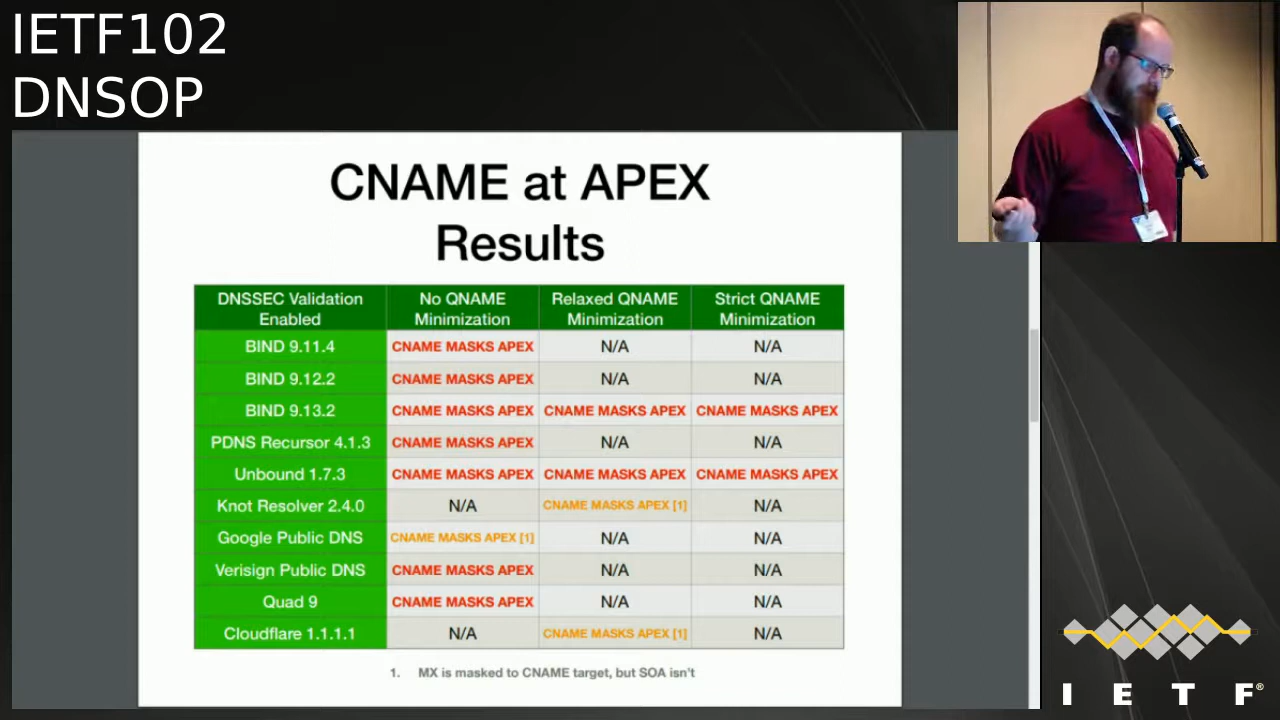 IETF102
DNSOP
CNAME at APEX
Results
DNSSEC Validation Enabled | No QNAME Minimization | Relaxed QNAME Minimization | Strict QNAME Minimization
BIND 9.11.4 | CNAME MASKS APEX | N/A | N/A
BIND 9.12.2 | CNAME MASKS APEX | N/A | N/A
BIND 9.13.2 | CNAME MASKS APEX | CNAME MASKS APEX | CNAME MASKS APEX
PDNS Recursor 4.1.3 | CNAME MASKS APEX | N/A | N/A
Unbound 1.7.3 | CNAME MASKS APEX | CNAME MASKS APEX | CNAME MASKS APEX
Knot Resolver 2.4.0 | N/A | CNAME MASKS APEX [1] | N/A
Google Public DNS | CNAME MASKS APEX [1] | N/A | N/A
Verisign Public DNS | CNAME MASKS APEX | N/A | N/A
Quad 9 | CNAME MASKS APEX | N/A | N/A
Cloudflare 1.1.1.1 | N/A | CNAME MASKS APEX [1] | N/A
1. MX is masked to CNAME target, but SOA isn't
I E T F®